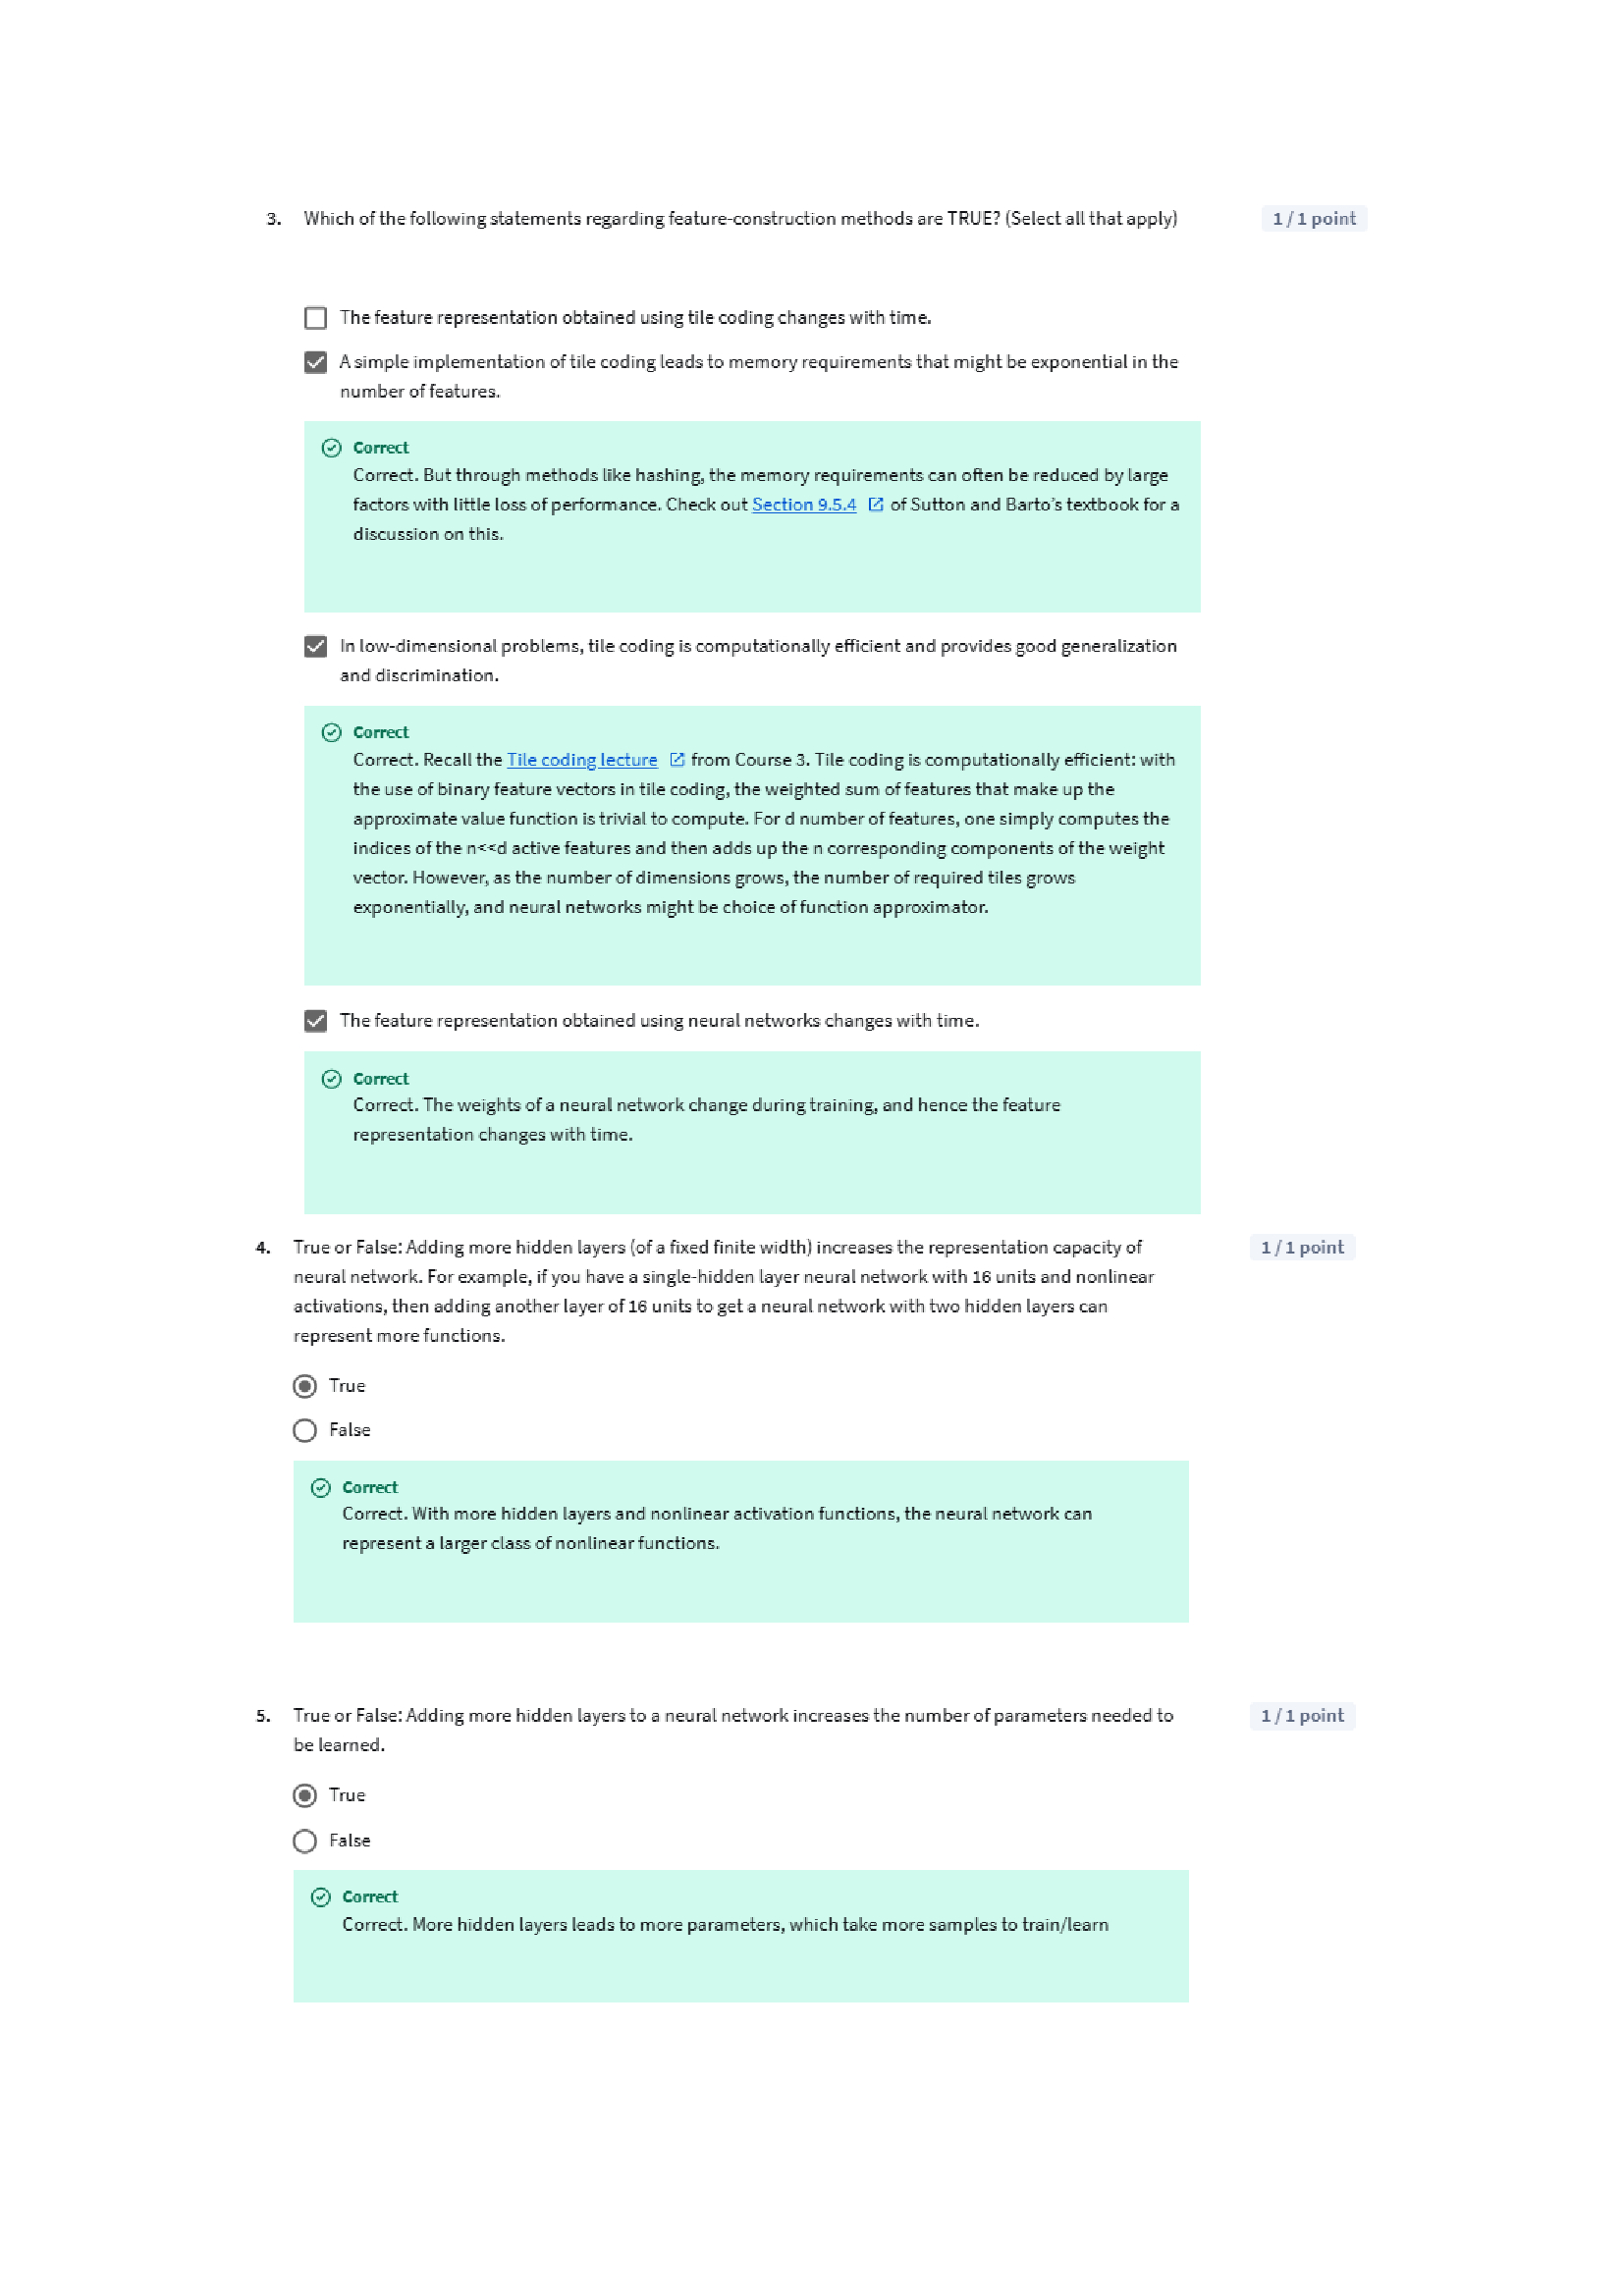 3. Which of the following statements regarding feature-construction methods are TRUE? (Select all that apply) 1 / 1 point
The feature representation obtained using tile coding changes with time.
A simple implementation of tile coding leads to memory requirements that might be exponential in the
number of features.
Correct
Correct. But through methods like hashing, the memory requirements can often be reduced by large
factors with little loss of performance. Check out Section 9.5.4 of Sutton and Barto's textbook for a
discussion on this.
In low-dimensional problems, tile coding is computationally efficient and provides good generalization
and discrimination.
Correct
Correct. Recall the Tile coding lecture from Course 3. Tile coding is computationally efficient: with
the use of binary feature vectors in tile coding, the weighted sum of features that make up the
approximate value function is trivial to compute. For d number of features, one simply computes the
indices of the n<<d active features and then adds up the n corresponding components of the weight
vector. However, as the number of dimensions grows, the number of required tiles grows
exponentially, and neural networks might be choice of function approximator.
The feature representation obtained using neural networks changes with time.
Correct
Correct. The weights of a neural network change during training, and hence the feature
representation changes with time.
4. True or False: Adding more hidden layers (of a fixed finite width) increases the representation capacity of 1 / 1 point
neural network. For example, if you have a single-hidden layer neural network with 16 units and nonlinear
activations, then adding another layer of 16 units to get a neural network with two hidden layers can
represent more functions.
True
False
Correct
Correct. With more hidden layers and nonlinear activation functions, the neural network can
represent a larger class of nonlinear functions.
5. True or False: Adding more hidden layers to a neural network increases the number of parameters needed to 1 / 1 point
be learned.
True
False
Correct
Correct. More hidden layers leads to more parameters, which take more samples to train/learn